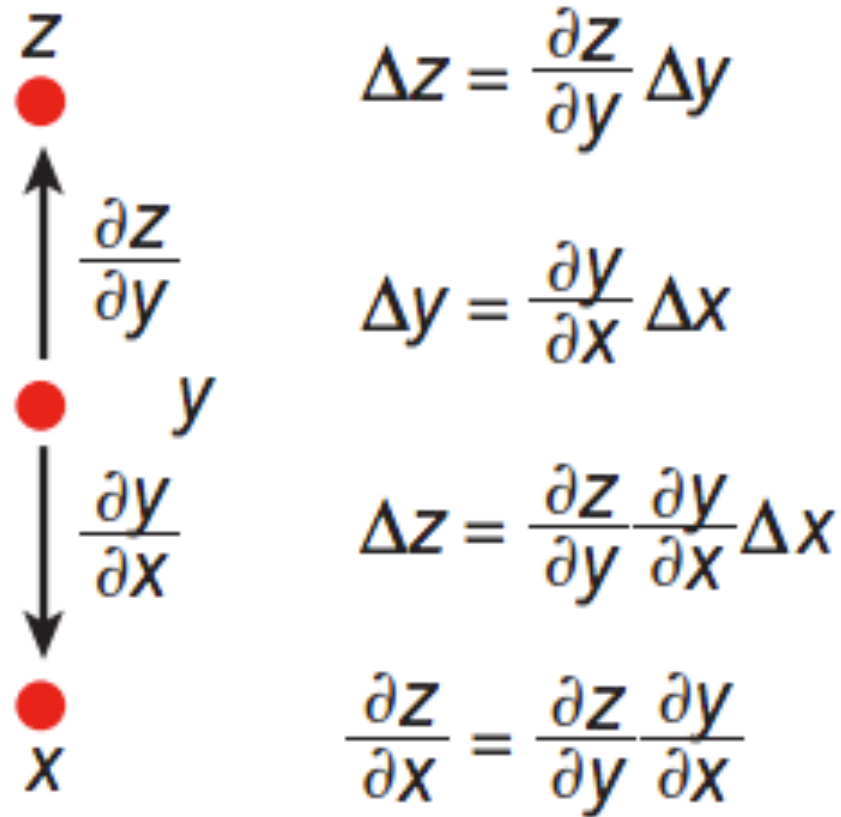 z
∂z/∂y
y
∂y/∂x
x
Δz = ∂z/∂y Δy
Δy = ∂y/∂x Δx
Δz = ∂z/∂y ∂y/∂x Δx
∂z/∂x = ∂z/∂y ∂y/∂x